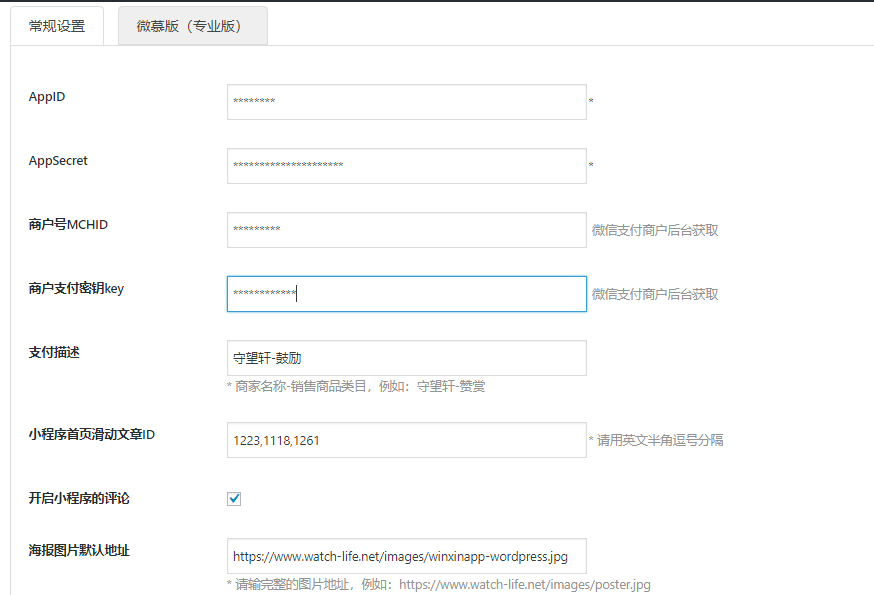 常规设置
微慕版（专业版）
AppID
******** *
AppSecret
********************* *
商户号MCHID
********* 微信支付商户后台获取
商户支付密钥key
************ 微信支付商户后台获取
支付描述
守望轩-鼓励
* 商家名称-销售商品类目，例如：守望轩-赞赏
小程序首页滑动文章ID
1223,1118,1261 * 请用英文半角逗号分隔
开启小程序的评论
海报图片默认地址
https://www.watch-life.net/images/winxinapp-wordpress.jpg
* 请输完整的图片地址，例如：https://www.watch-life.net/images/poster.jpg